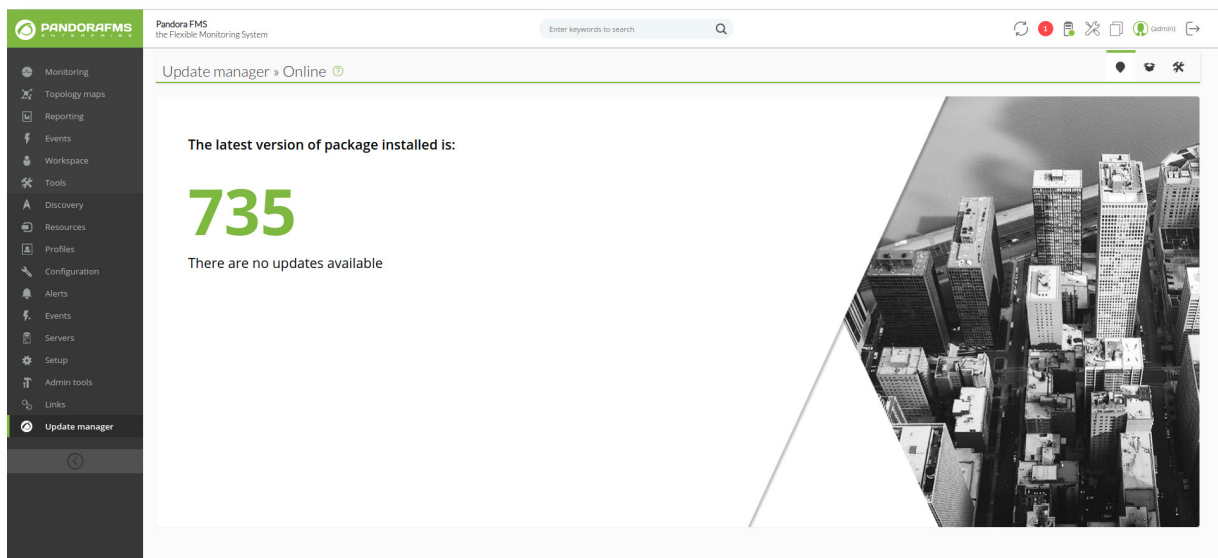 PANDORAFMS
ENTERPRISE
Pandora FMS
the Flexible Monitoring System
Enter keywords to search
1
(admin)
Monitoring
Topology maps
Reporting
Events
Workspace
Tools
Discovery
Resources
Profiles
Configuration
Alerts
Events
Servers
Setup
Admin tools
Links
Update manager
Update manager » Online
The latest version of package installed is:
735
There are no updates available